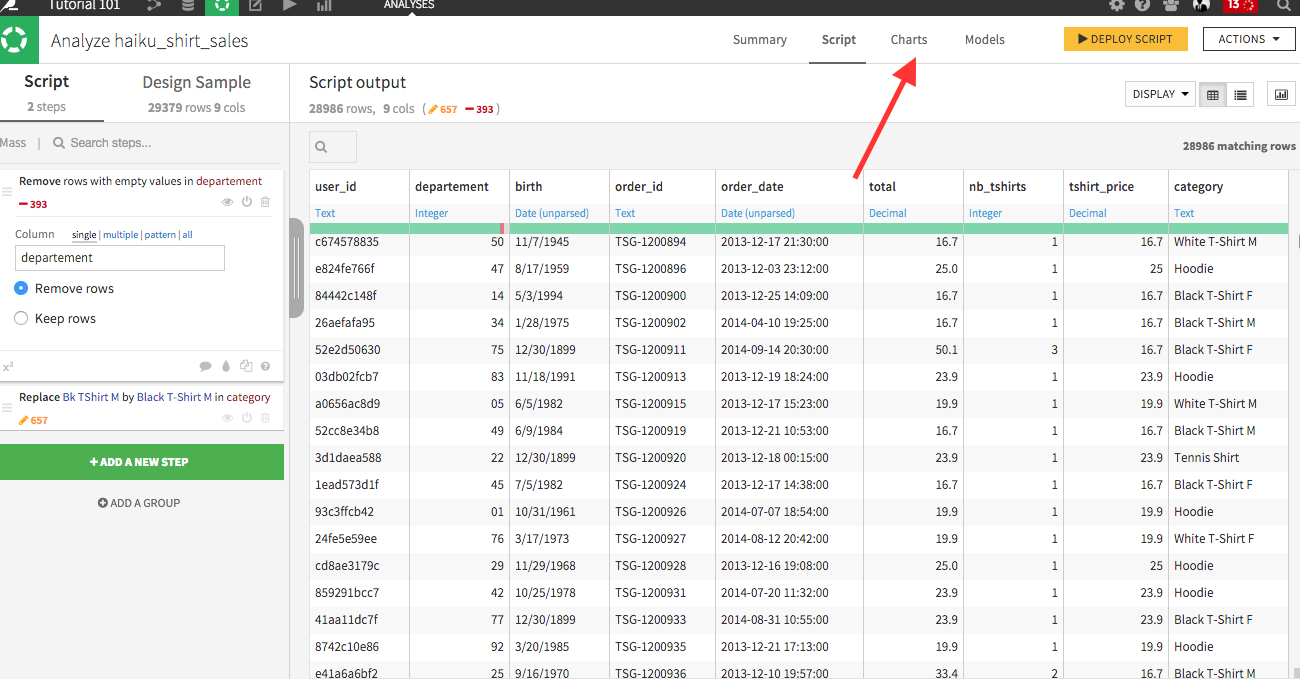 Tutorial 101
ANALYSES
13
Analyze haiku_shirt_sales
Summary
Script
Charts
Models
DEPLOY SCRIPT
ACTIONS
Script
2 steps
Design Sample
29379 rows 9 cols
Script output
28986 rows, 9 cols ( 657 393 )
DISPLAY
Mass | Search steps...
28986 matching rows
Remove rows with empty values in departement
393
Column single | multiple | pattern | all
departement
Remove rows
Keep rows
x²
Replace Bk TShirt M by Black T-Shirt M in category
657
+ ADD A NEW STEP
ADD A GROUP
user_id departement birth order_id order_date total nb_tshirts tshirt_price category
Text Integer Date (unparsed) Text Date (unparsed) Decimal Integer Decimal Text
c674578835 50 11/7/1945 TSG-1200894 2013-12-17 21:30:00 16.7 1 16.7 White T-Shirt M
e824fe766f 47 8/17/1959 TSG-1200896 2013-12-03 23:12:00 25.0 1 25 Hoodie
84442c148f 14 5/3/1994 TSG-1200900 2013-12-25 14:09:00 16.7 1 16.7 Black T-Shirt F
26aefafa95 34 1/28/1975 TSG-1200902 2014-04-10 19:25:00 16.7 1 16.7 Black T-Shirt M
52e2d50630 75 12/30/1899 TSG-1200911 2014-09-14 20:30:00 50.1 3 16.7 Black T-Shirt F
03db02fcb7 83 11/18/1991 TSG-1200913 2013-12-19 18:24:00 23.9 1 23.9 Hoodie
a0656ac8d9 05 6/5/1982 TSG-1200915 2013-12-17 15:23:00 19.9 1 19.9 White T-Shirt M
52cc8e34b8 49 6/9/1984 TSG-1200919 2013-12-21 10:53:00 16.7 1 16.7 Black T-Shirt M
3d1daea588 22 12/30/1899 TSG-1200920 2013-12-18 00:15:00 23.9 1 23.9 Tennis Shirt
1ead573d1f 45 7/5/1982 TSG-1200924 2013-12-17 14:38:00 16.7 1 16.7 Black T-Shirt F
93c3ffcb42 01 10/31/1961 TSG-1200926 2014-07-07 18:54:00 19.9 1 19.9 Hoodie
24fe5e59ee 76 3/17/1973 TSG-1200927 2014-08-12 20:42:00 19.9 1 19.9 White T-Shirt F
cd8ae3179c 29 11/29/1968 TSG-1200928 2013-12-16 19:08:00 25.0 1 25 Hoodie
859291bcc7 42 10/25/1978 TSG-1200931 2014-07-20 11:32:00 23.9 1 23.9 Hoodie
41aa11dc7f 77 12/30/1899 TSG-1200933 2014-08-31 10:55:00 23.9 1 23.9 Black T-Shirt F
8742c10e86 92 3/20/1985 TSG-1200935 2013-12-21 17:13:00 19.9 1 19.9 Hoodie
e41a6a6bf2 25 9/16/1970 TSG-1200936 2013-12-10 19:57:00 33.4 2 16.7 Black T-Shirt M